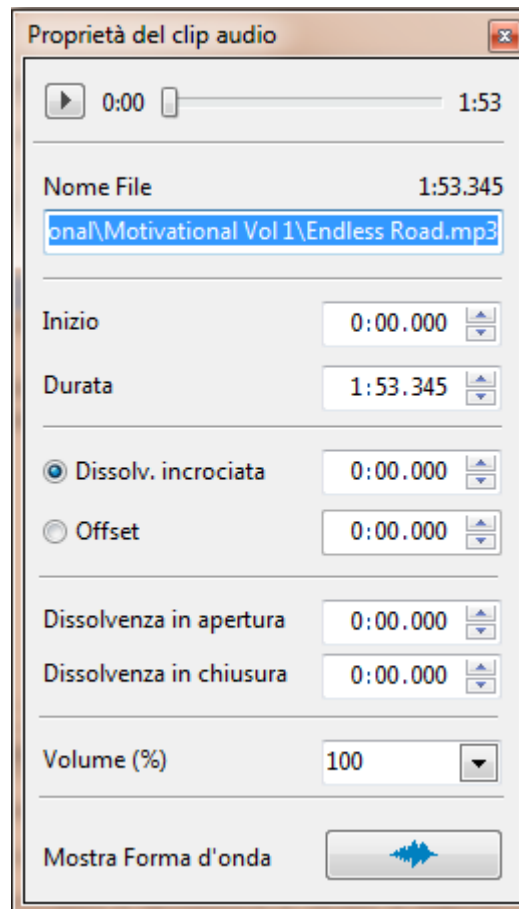 Proprietà del clip audio
0:00 1:53
Nome File 1:53.345
onal\Motivational Vol 1\Endless Road.mp3
Inizio 0:00.000
Durata 1:53.345
Dissolv. incrociata 0:00.000
Offset 0:00.000
Dissolvenza in apertura 0:00.000
Dissolvenza in chiusura 0:00.000
Volume (%) 100
Mostra Forma d'onda